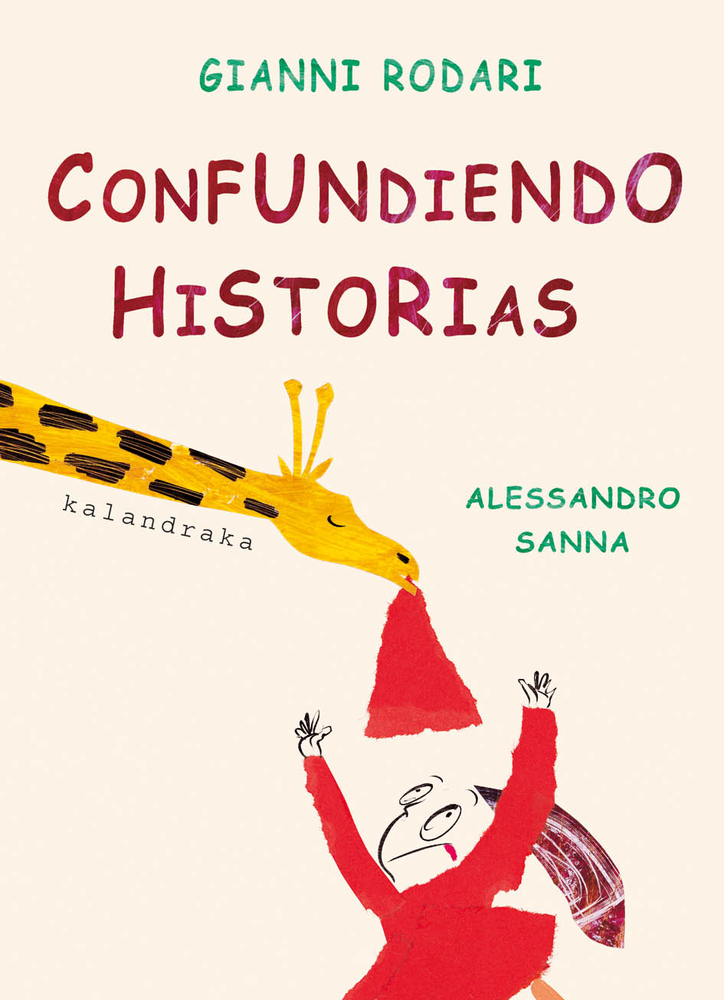 GIANNI RODARI
CONFUNDIENDO
HiSTORIAS
kalandraka
ALESSANDRO
SANNA